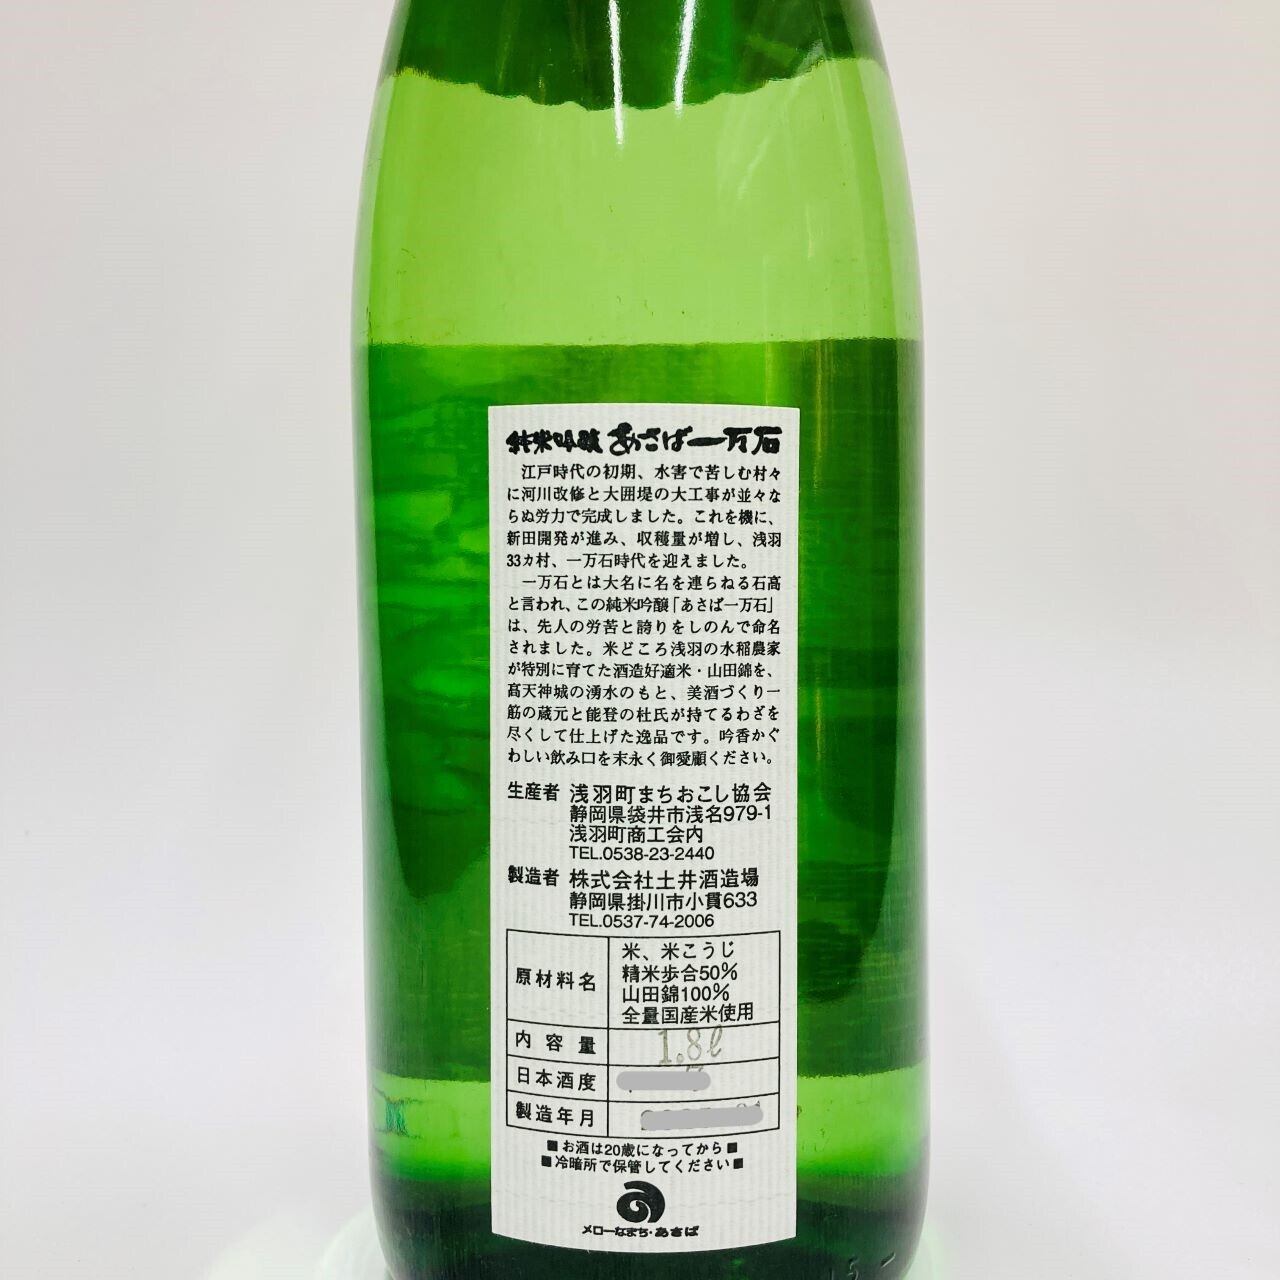 純米吟醸 あさば一万石
江戸時代の初期、水害で苦しむ村々
に河川改修と大囲堤の大工事が並々な
らぬ労力で完成しました。これを機に、
新田開発が進み、収穫量が増し、浅羽
33カ村、一万石時代を迎えました。
一万石とは大名に名を連らねる石高
と言われ、この純米吟醸「あさば一万石」
は、先人の労苦と誇りをしのんで命名
されました。米どころ浅羽の水稲農家
が特別に育てた酒造好適米・山田錦を、
高天神城の湧水のもと、美酒づくり一
筋の蔵元と能登の杜氏が持てるわざを
尽くして仕上げた逸品です。吟香かぐ
わしい飲み口を末永く御愛顧ください。
生産者 浅羽町まちおこし協会
静岡県袋井市浅名979-1
浅羽町商工会内
TEL.0538-23-2440
製造者 株式会社土井酒造場
静岡県掛川市小貫633
TEL.0537-74-2006
原材料名 米、米こうじ
精米歩合50%
山田錦100%
全量国産米使用
内容量 1.8ℓ
日本酒度
製造年月
■お酒は20歳になってから■
■冷暗所で保管してください■
メローなまち・あさば